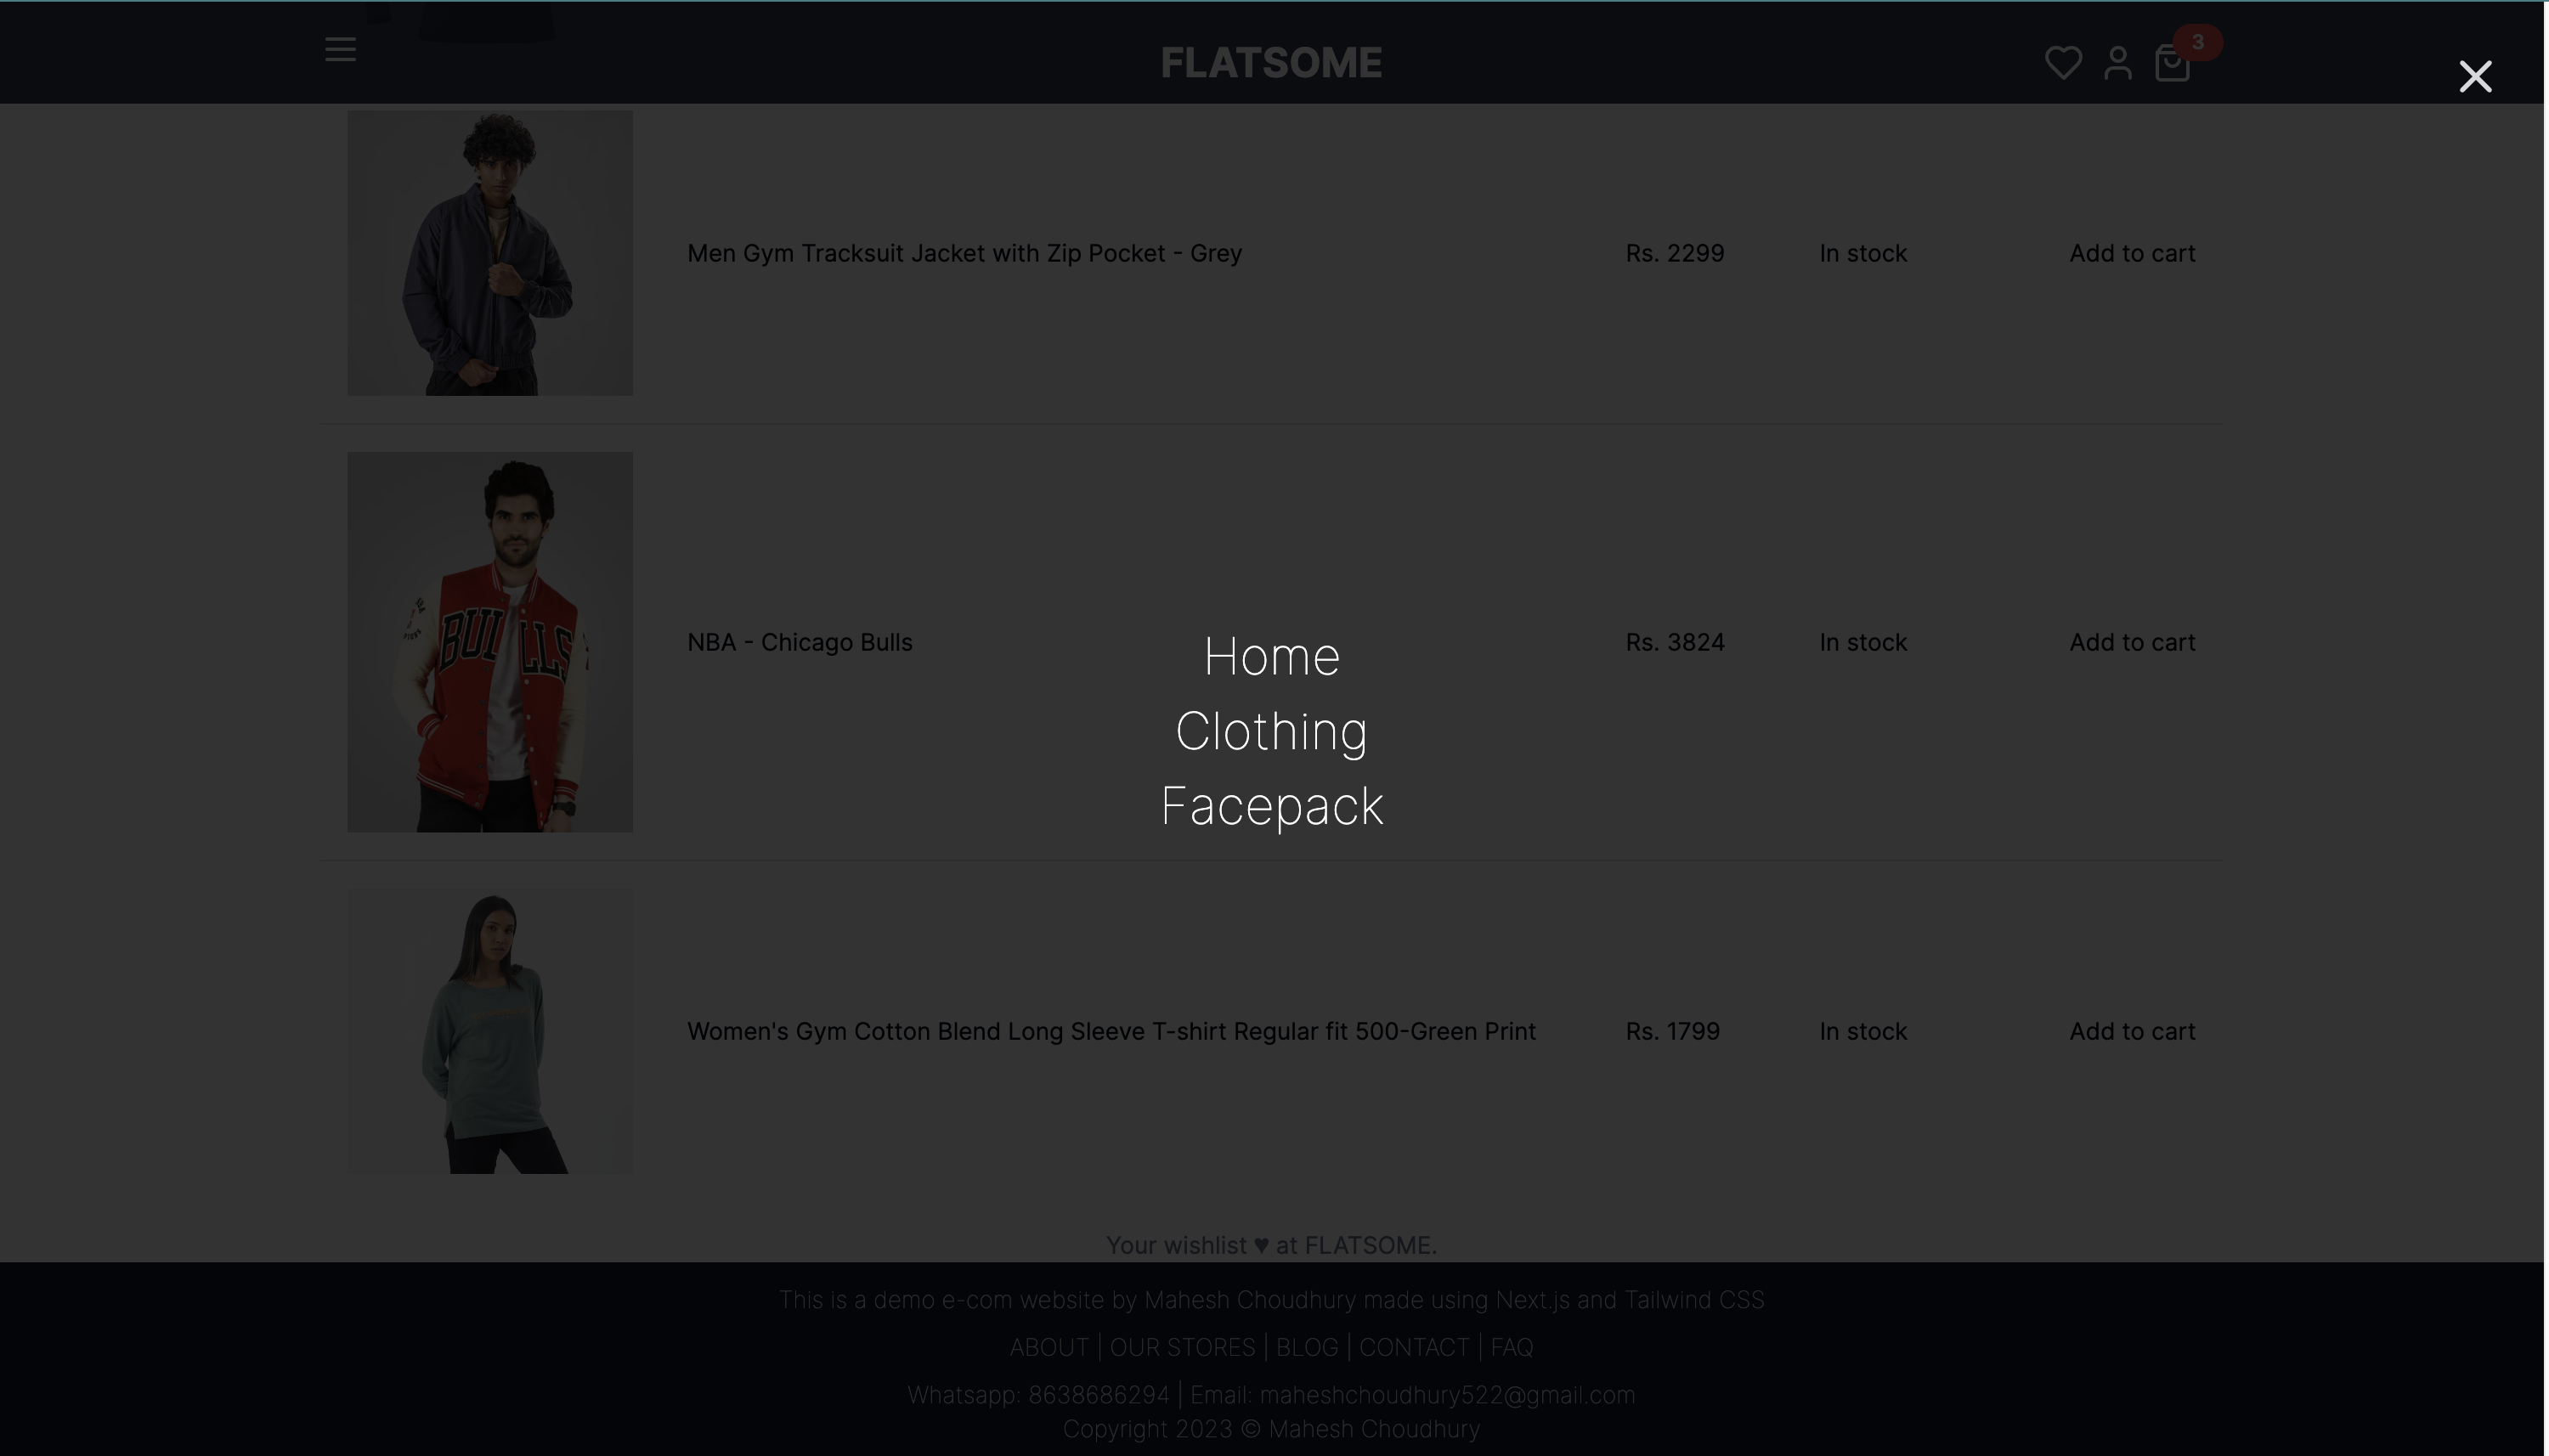 FLATSOME
3
Men Gym Tracksuit Jacket with Zip Pocket - Grey Rs. 2299 In stock Add to cart
BULLS
NBA - Chicago Bulls Rs. 3824 In stock Add to cart
Home
Clothing
Facepack
Women's Gym Cotton Blend Long Sleeve T-shirt Regular fit 500-Green Print Rs. 1799 In stock Add to cart
Your wishlist ♥ at FLATSOME.
This is a demo e-com website by Mahesh Choudhury made using Next.js and Tailwind CSS
ABOUT | OUR STORES | BLOG | CONTACT | FAQ
Whatsapp: 8638686294 | Email: maheshchoudhury522@gmail.com
Copyright 2023 © Mahesh Choudhury